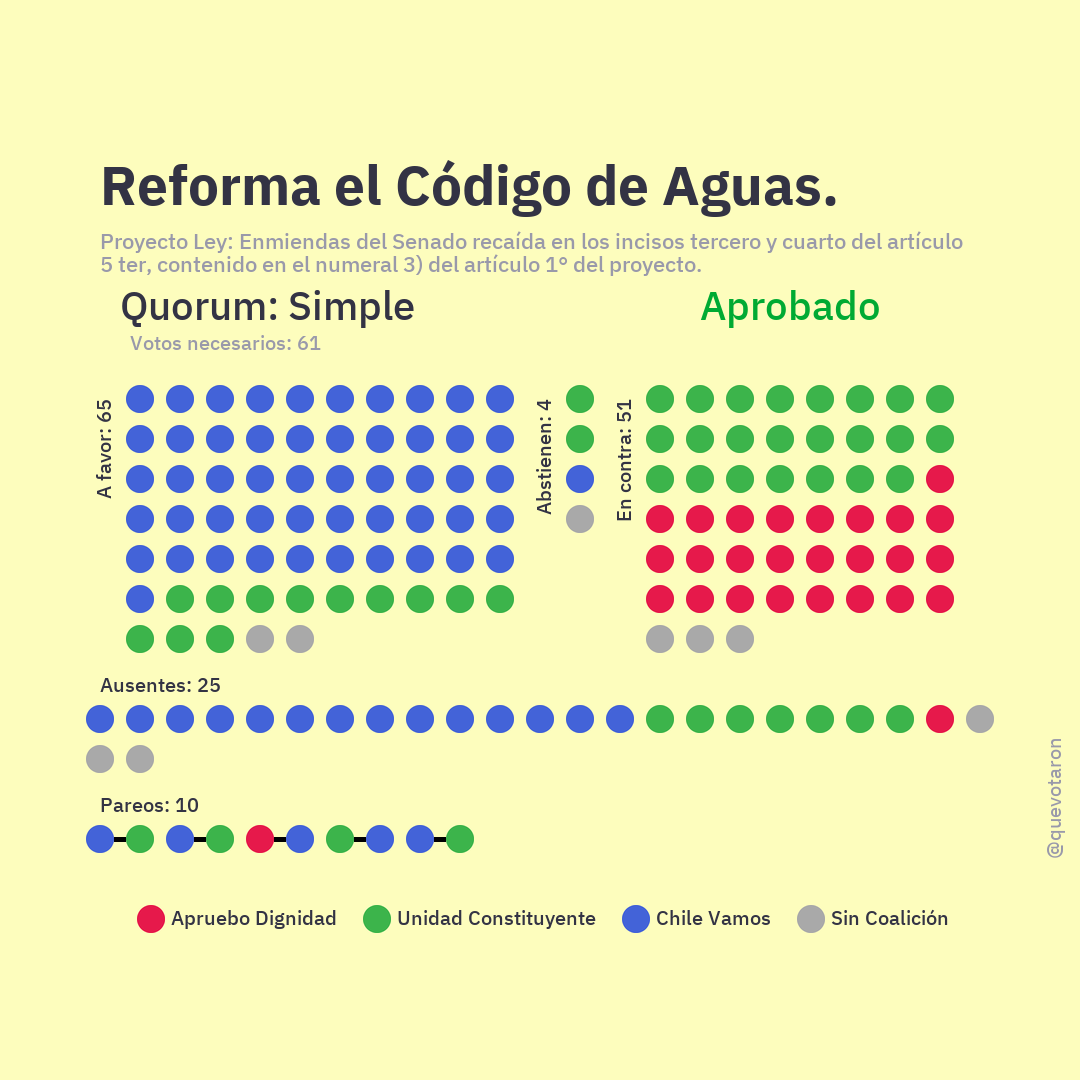 Reforma el Código de Aguas.
Proyecto Ley: Enmiendas del Senado recaída en los incisos tercero y cuarto del artículo
5 ter, contenido en el numeral 3) del artículo 1° del proyecto.
Quorum: Simple
Aprobado
Votos necesarios: 61
A favor: 65
Abstienen: 4
En contra: 51
Ausentes: 25
Pareos: 10
@quevotaron
Apruebo Dignidad
Unidad Constituyente
Chile Vamos
Sin Coalición